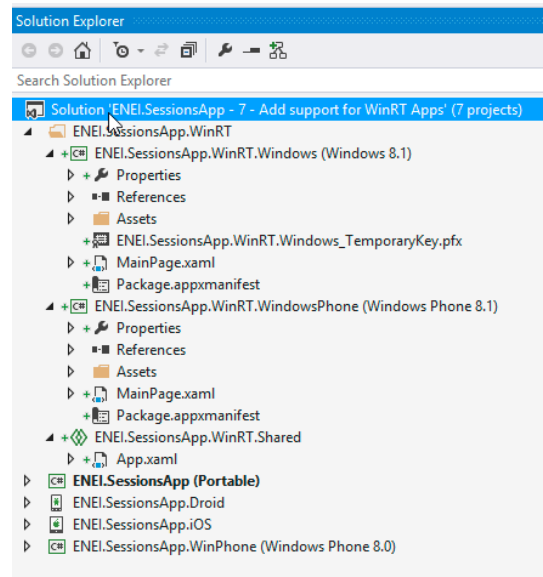 Solution Explorer
Search Solution Explorer
Solution 'ENEI.SessionsApp - 7 - Add support for WinRT Apps' (7 projects)
ENEI.SessionsApp.WinRT
C# ENEI.SessionsApp.WinRT.Windows (Windows 8.1)
Properties
References
Assets
ENEI.SessionsApp.WinRT.Windows_TemporaryKey.pfx
MainPage.xaml
Package.appxmanifest
C# ENEI.SessionsApp.WinRT.WindowsPhone (Windows Phone 8.1)
Properties
References
Assets
MainPage.xaml
Package.appxmanifest
ENEI.SessionsApp.WinRT.Shared
App.xaml
C# ENEI.SessionsApp (Portable)
ENEI.SessionsApp.Droid
ENEI.SessionsApp.iOS
C# ENEI.SessionsApp.WinPhone (Windows Phone 8.0)